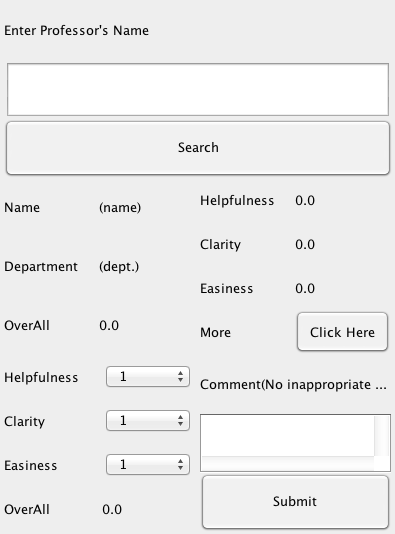 Enter Professor's Name
Search
Name (name)
Department (dept.)
OverAll 0.0
Helpfulness 0.0
Clarity 0.0
Easiness 0.0
More Click Here
Helpfulness 1
Clarity 1
Easiness 1
OverAll 0.0
Comment(No inappropriate ...
Submit